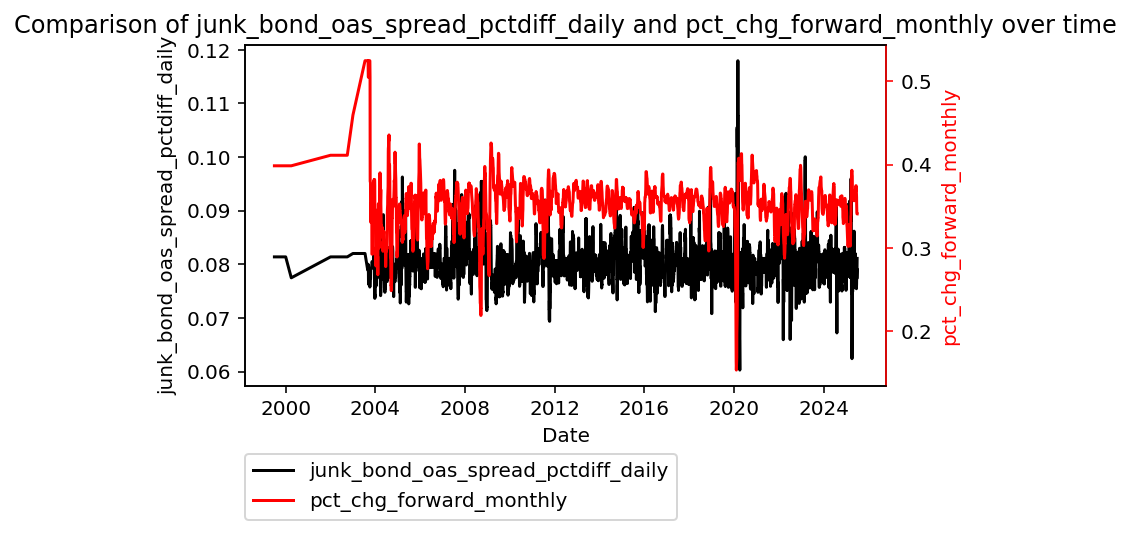 Comparison of junk_bond_oas_spread_pctdiff_daily and pct_chg_forward_monthly over time
junk_bond_oas_spread_pctdiff_daily
0.12
0.11
0.10
0.09
0.08
0.07
0.06
0.5
0.4
0.3
0.2
pct_chg_forward_monthly
2000 2004 2008 2012 2016 2020 2024
Date
junk_bond_oas_spread_pctdiff_daily
pct_chg_forward_monthly